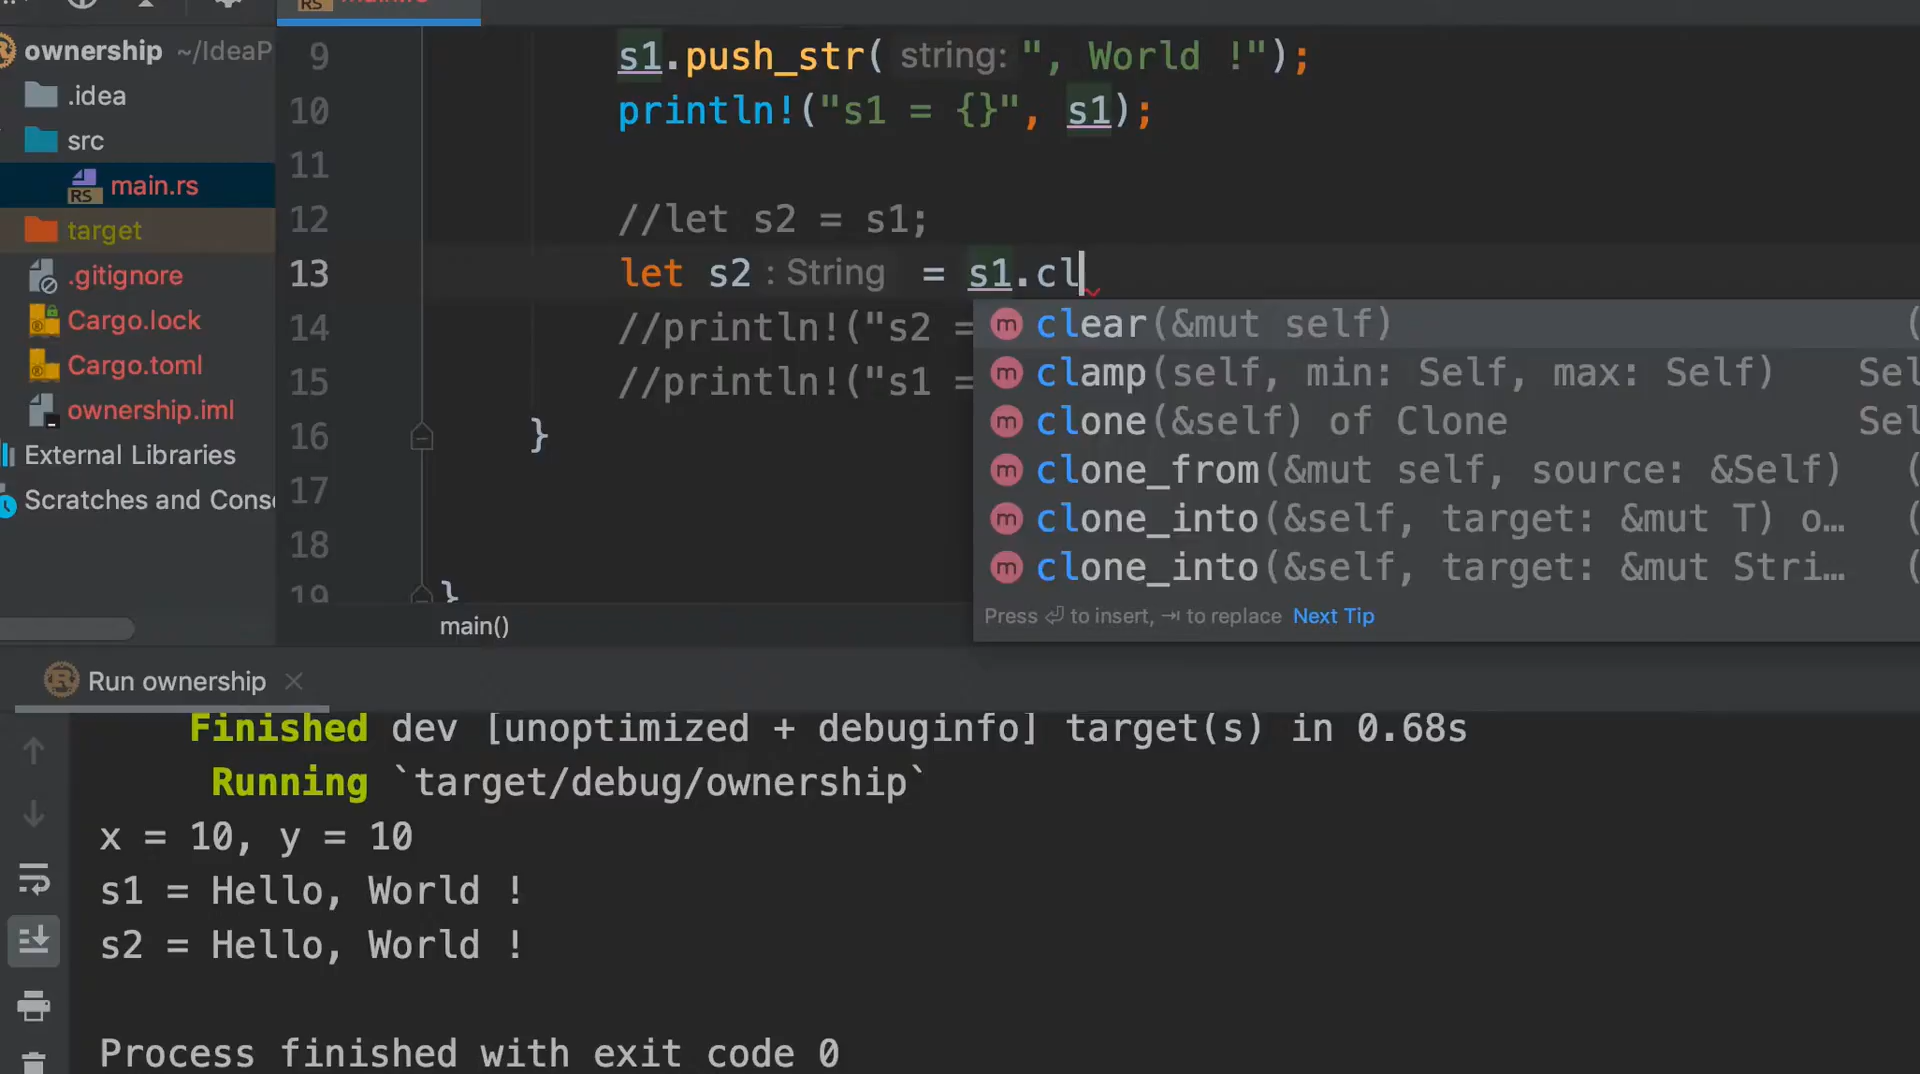 main.rs
ownership ~/IdeaP
.idea
src
RS main.rs
target
.gitignore
Cargo.lock
Cargo.toml
ownership.iml
External Libraries
Scratches and Conso
9 s1.push_str( string: ", World !");
10 println!("s1 = {}", s1);
11
12 //let s2 = s1;
13 let s2 : String = s1.cl
14 //println!("s2 =
15 //println!("s1 =
16 }
17
18
19 }
clear(&mut self) (
clamp(self, min: Self, max: Self) Sel
clone(&self) of Clone Sel
clone_from(&mut self, source: &Self) (
clone_into(&self, target: &mut T) o… (
clone_into(&self, target: &mut Stri… (
Press ⏎ to insert, ⇥ to replace Next Tip
main()
Run ownership ×
Finished dev [unoptimized + debuginfo] target(s) in 0.68s
Running `target/debug/ownership`
x = 10, y = 10
s1 = Hello, World !
s2 = Hello, World !
Process finished with exit code 0